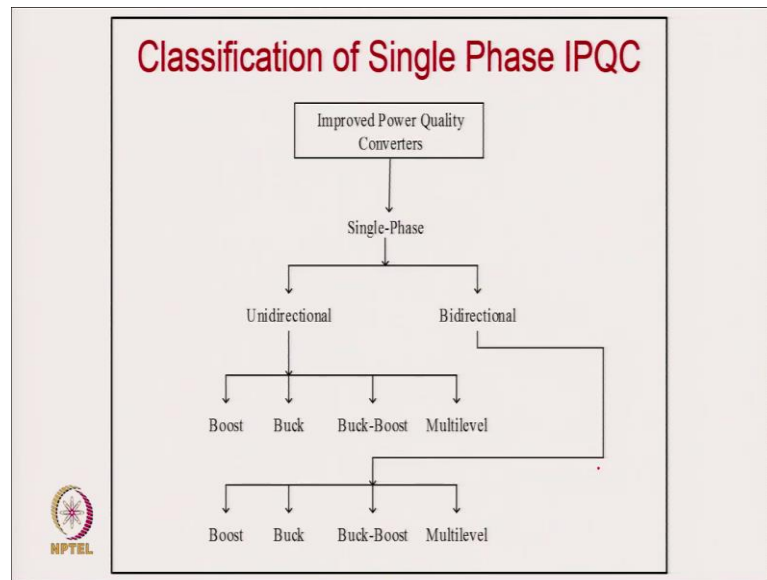 Classification of Single Phase IPQC
Improved Power Quality
Converters
Single-Phase
Unidirectional Bidirectional
Boost Buck Buck-Boost Multilevel
Boost Buck Buck-Boost Multilevel
NPTEL